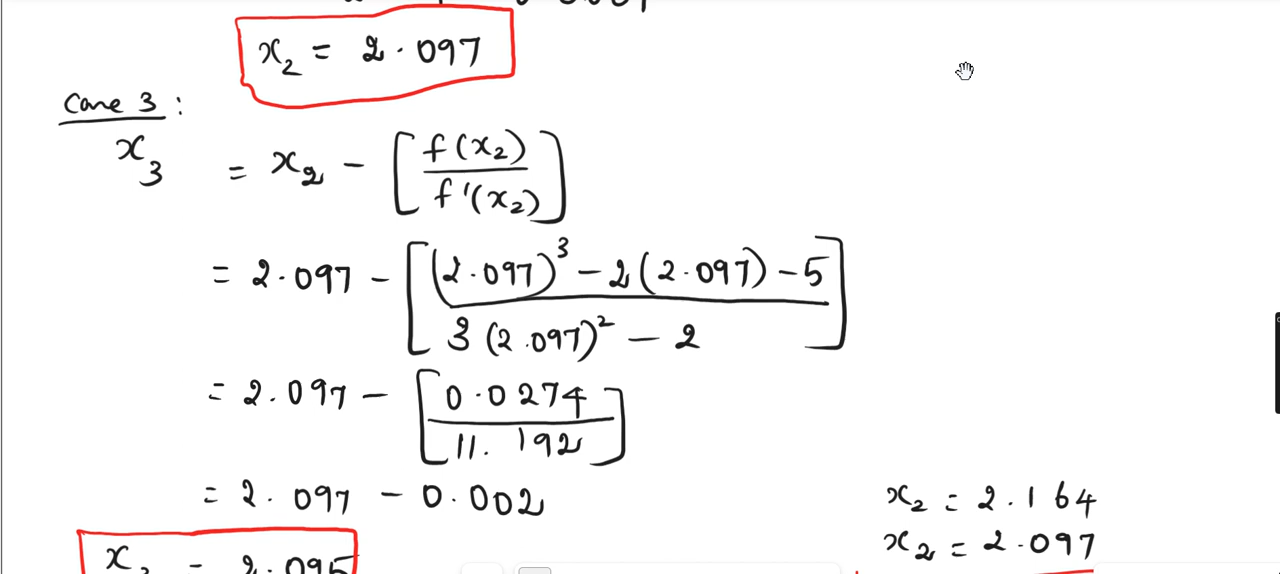 x₂ = 2.097
Case 3 :
x₃ = x₂ - [f(x₂) / f'(x₂)]
= 2.097 - [((2.097)³ - 2(2.097) - 5) / (3(2.097)² - 2)]
= 2.097 - [0.0274 / 11.192]
= 2.097 - 0.002
x₂ = 2.164
x₂ = 2.097
= 2.095